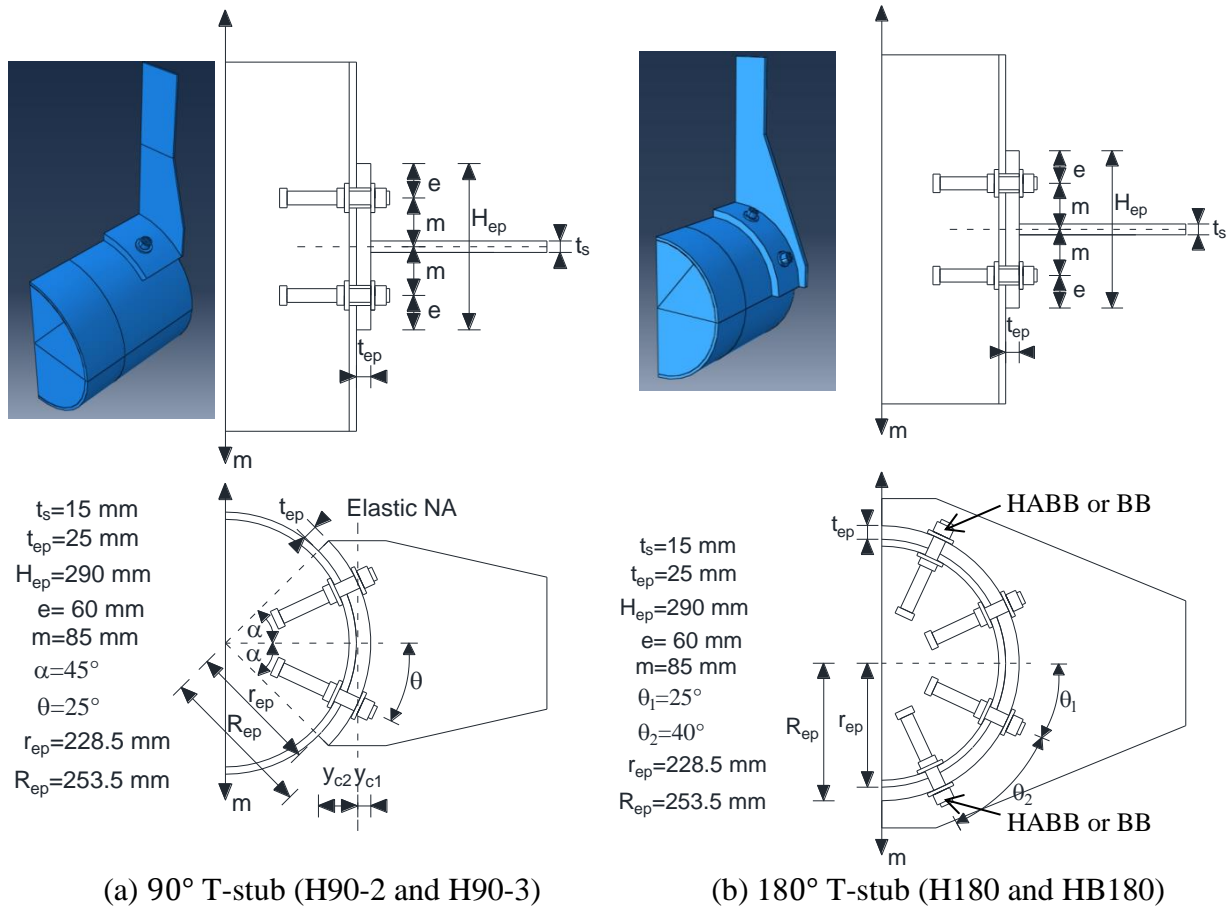 e
m
H_ep
t_s
m
e
t_ep
m
e
m
H_ep
t_s
m
e
t_ep
m
t_s=15 mm
t_ep=25 mm
H_ep=290 mm
e= 60 mm
m=85 mm
α=45°
θ=25°
r_ep=228.5 mm
R_ep=253.5 mm
t_ep
Elastic NA
α
α
θ
r_ep
R_ep
y_c2 y_c1
m
t_s=15 mm
t_ep=25 mm
H_ep=290 mm
e= 60 mm
m=85 mm
θ_1=25°
θ_2=40°
r_ep=228.5 mm
R_ep=253.5 mm
HABB or BB
t_ep
R_ep
r_ep
θ_1
θ_2
HABB or BB
m
(a) 90° T-stub (H90-2 and H90-3)
(b) 180° T-stub (H180 and HB180)